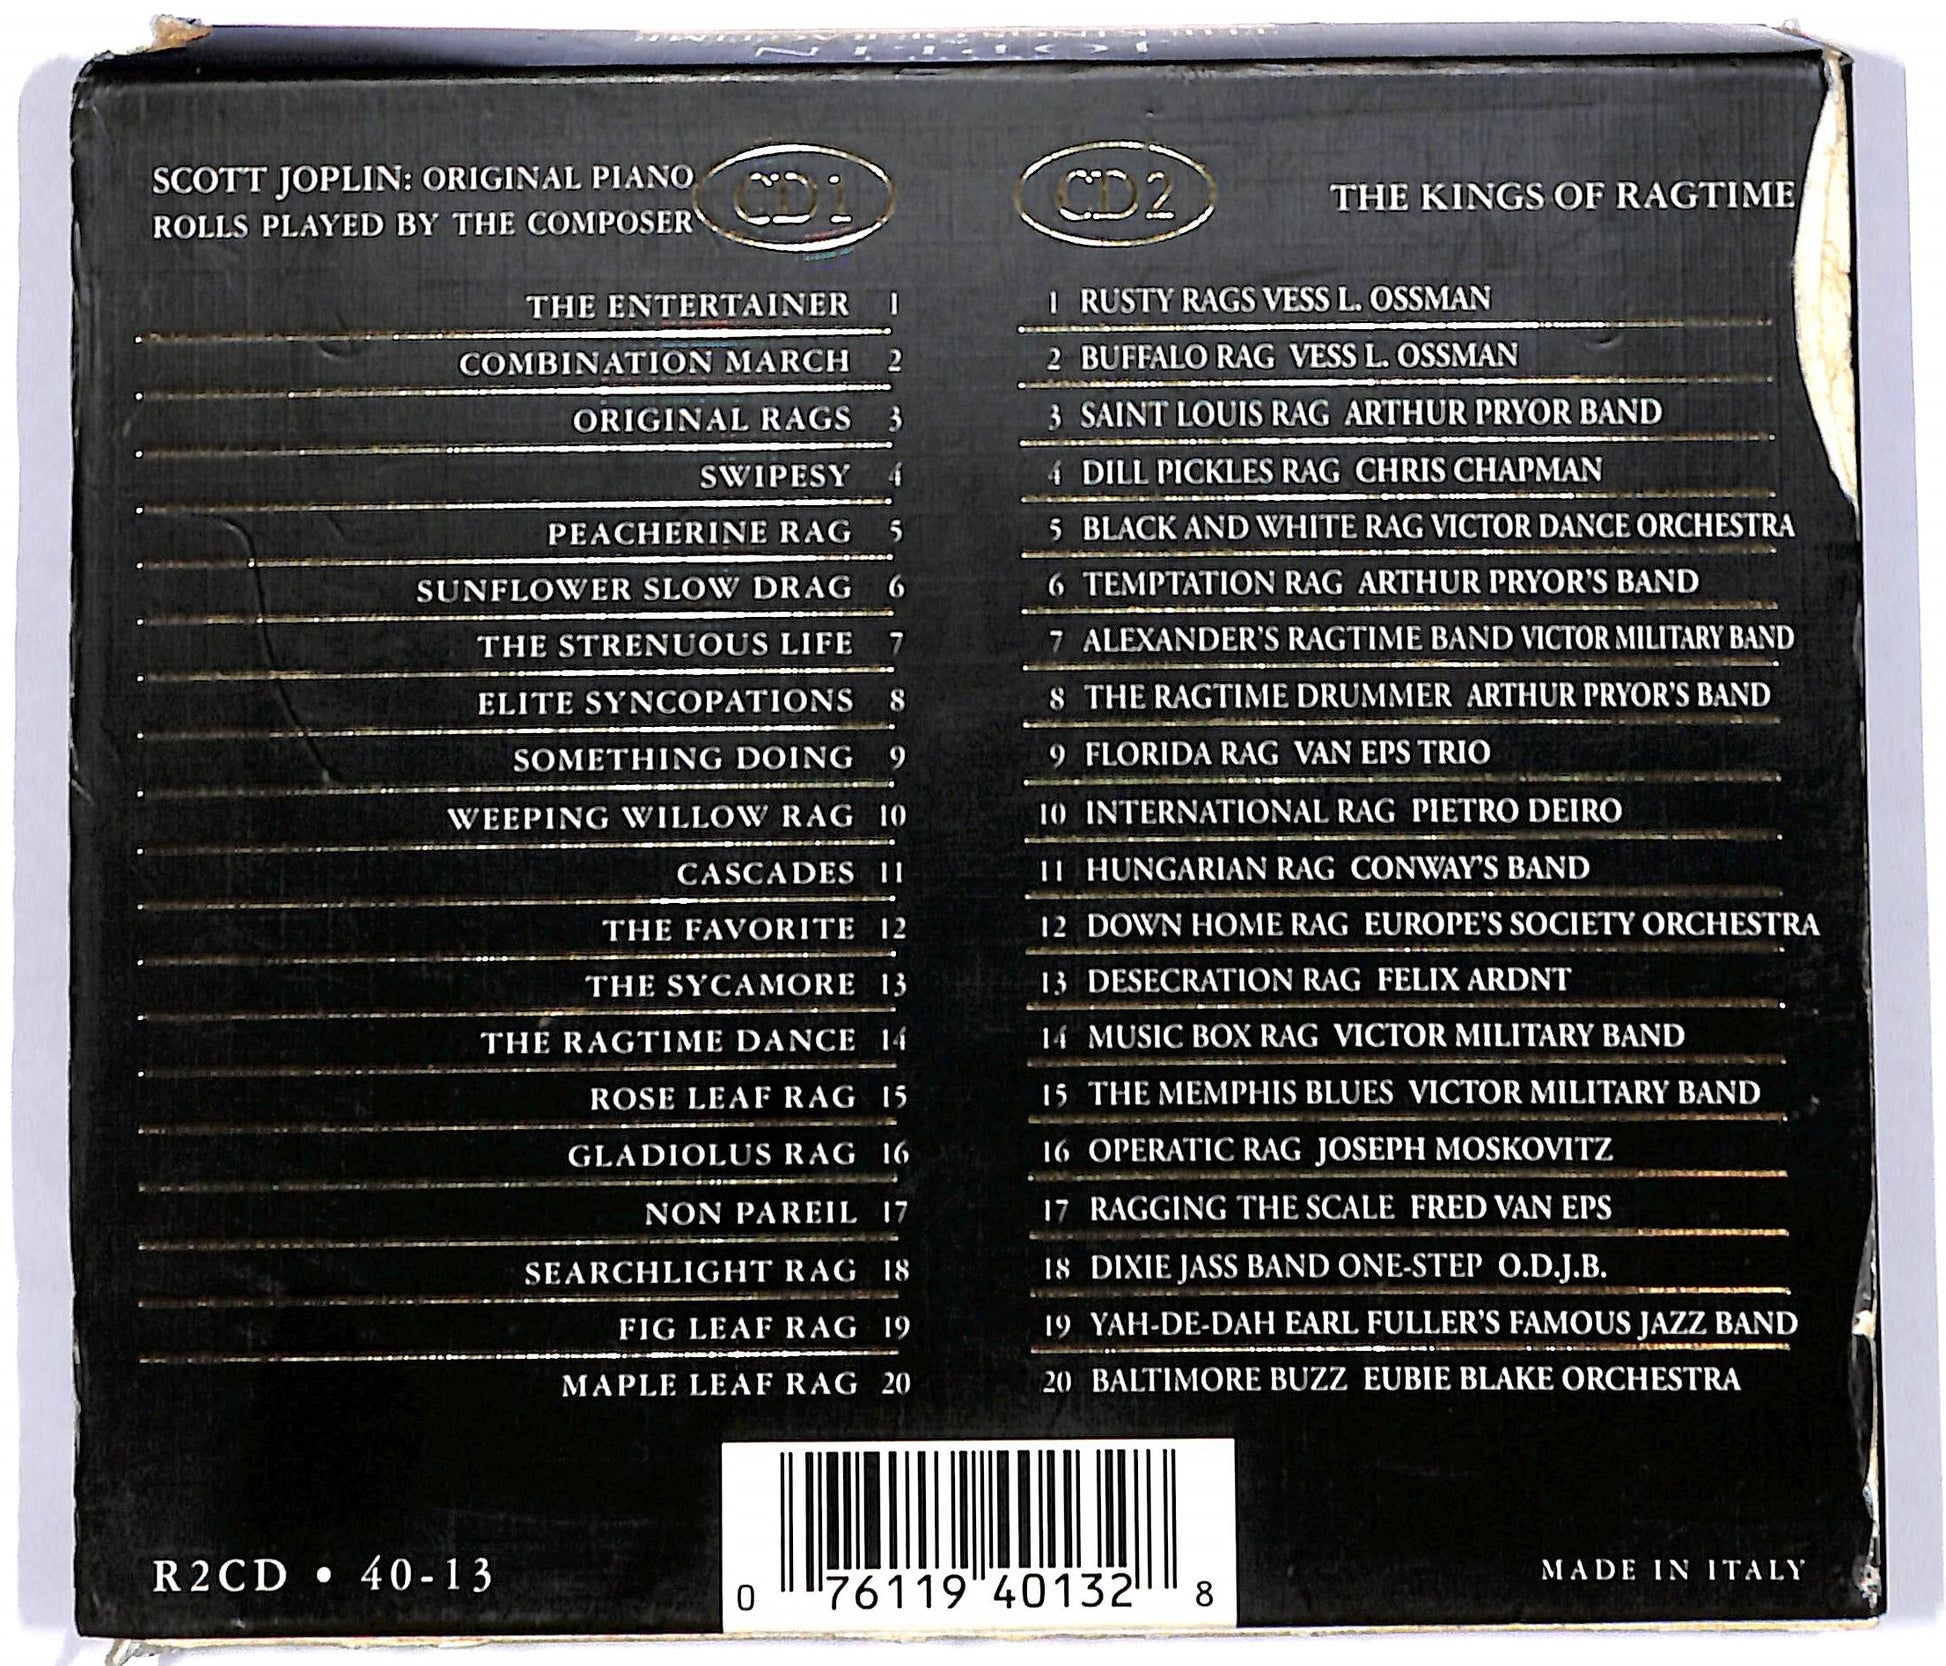 JOPLIN
SCOTT JOPLIN: ORIGINAL PIANO
ROLLS PLAYED BY THE COMPOSER
CD 1
THE ENTERTAINER 1
COMBINATION MARCH 2
ORIGINAL RAGS 3
SWIPESY 4
PEACHERINE RAG 5
SUNFLOWER SLOW DRAG 6
THE STRENUOUS LIFE 7
ELITE SYNCOPATIONS 8
SOMETHING DOING 9
WEEPING WILLOW RAG 10
CASCADES 11
THE FAVORITE 12
THE SYCAMORE 13
THE RAGTIME DANCE 14
ROSE LEAF RAG 15
GLADIOLUS RAG 16
NON PAREIL 17
SEARCHLIGHT RAG 18
FIG LEAF RAG 19
MAPLE LEAF RAG 20
CD 2
THE KINGS OF RAGTIME
1 RUSTY RAGS VESS L. OSSMAN
2 BUFFALO RAG VESS L. OSSMAN
3 SAINT LOUIS RAG ARTHUR PRYOR BAND
4 DILL PICKLES RAG CHRIS CHAPMAN
5 BLACK AND WHITE RAG VICTOR DANCE ORCHESTRA
6 TEMPTATION RAG ARTHUR PRYOR'S BAND
7 ALEXANDER'S RAGTIME BAND VICTOR MILITARY BAND
8 THE RAGTIME DRUMMER ARTHUR PRYOR'S BAND
9 FLORIDA RAG VAN EPS TRIO
10 INTERNATIONAL RAG PIETRO DEIRO
11 HUNGARIAN RAG CONWAY'S BAND
12 DOWN HOME RAG EUROPE'S SOCIETY ORCHESTRA
13 DESECRATION RAG FELIX ARDNT
14 MUSIC BOX RAG VICTOR MILITARY BAND
15 THE MEMPHIS BLUES VICTOR MILITARY BAND
16 OPERATIC RAG JOSEPH MOSKOVITZ
17 RAGGING THE SCALE FRED VAN EPS
18 DIXIE JASS BAND ONE-STEP O.D.J.B.
19 YAH-DE-DAH EARL FULLER'S FAMOUS JAZZ BAND
20 BALTIMORE BUZZ EUBIE BLAKE ORCHESTRA
R2CD • 40-13
0 76119 40132 8
MADE IN ITALY